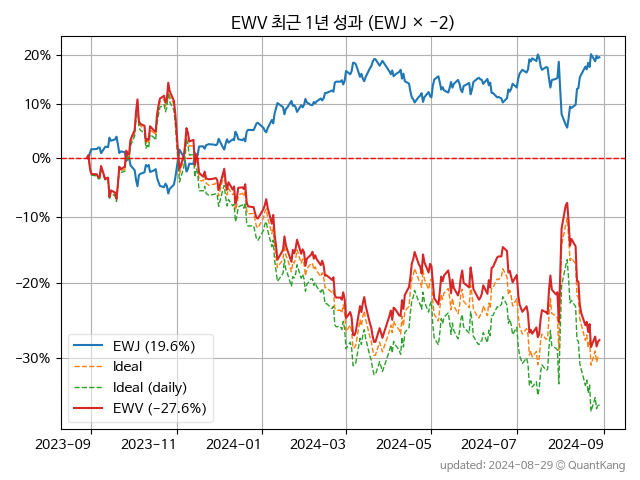 EWV 최근 1년 성과 (EWJ × −2)
20%
10%
0%
−10%
−20%
−30%
EWJ (19.6%)
Ideal
Ideal (daily)
EWV (−27.6%)
2023-09 2023-11 2024-01 2024-03 2024-05 2024-07 2024-09
updated: 2024-08-29 © QuantKang